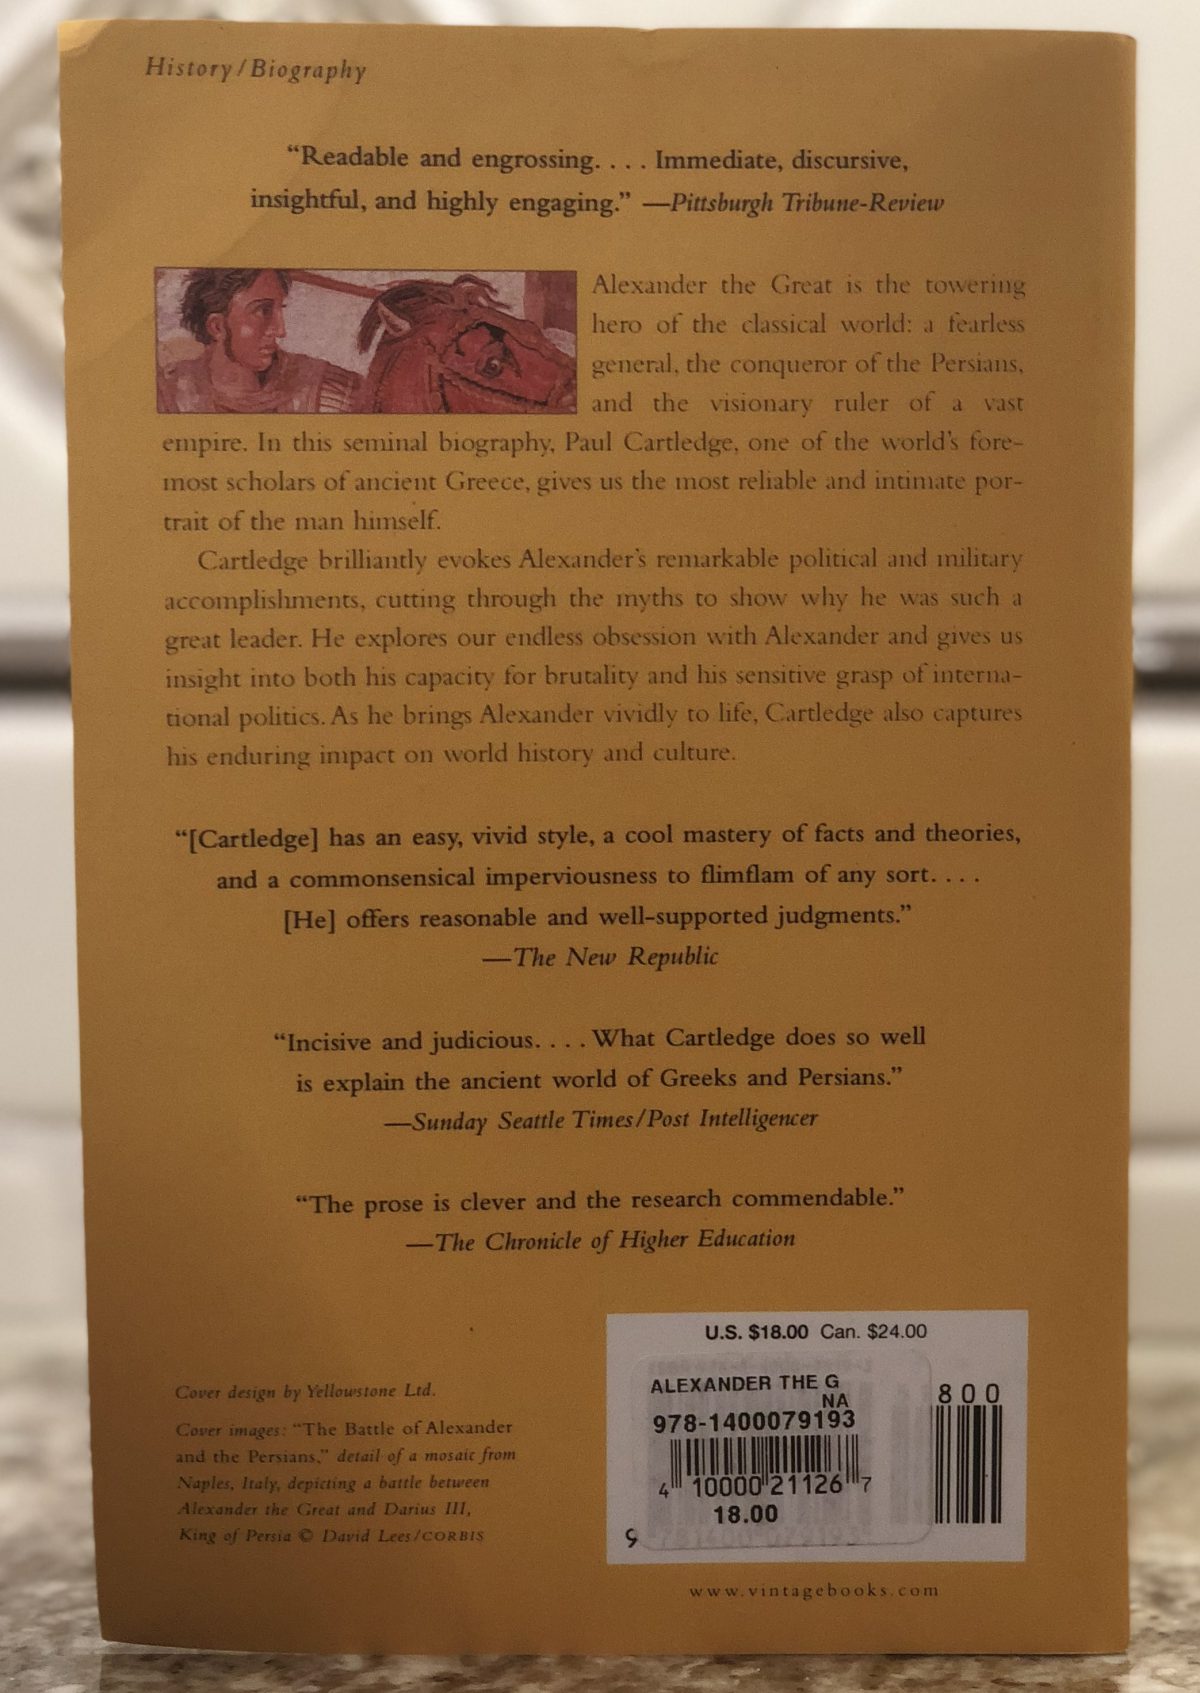 History/Biography
“Readable and engrossing. . . . Immediate, discursive,
insightful, and highly engaging.” —Pittsburgh Tribune-Review
Alexander the Great is the towering
hero of the classical world: a fearless
general, the conqueror of the Persians,
and the visionary ruler of a vast
empire. In this seminal biography, Paul Cartledge, one of the world’s fore-
most scholars of ancient Greece, gives us the most reliable and intimate por-
trait of the man himself.
Cartledge brilliantly evokes Alexander’s remarkable political and military
accomplishments, cutting through the myths to show why he was such a
great leader. He explores our endless obsession with Alexander and gives us
insight into both his capacity for brutality and his sensitive grasp of interna-
tional politics. As he brings Alexander vividly to life, Cartledge also captures
his enduring impact on world history and culture.
“[Cartledge] has an easy, vivid style, a cool mastery of facts and theories,
and a commonsensical imperviousness to flimflam of any sort. . . .
[He] offers reasonable and well-supported judgments.”
—The New Republic
“Incisive and judicious. . . . What Cartledge does so well
is explain the ancient world of Greeks and Persians.”
—Sunday Seattle Times/Post Intelligencer
“The prose is clever and the research commendable.”
—The Chronicle of Higher Education
Cover design by Yellowstone Ltd.
Cover images: “The Battle of Alexander
and the Persians,” detail of a mosaic from
Naples, Italy, depicting a battle between
Alexander the Great and Darius III,
King of Persia © David Lees/CORBIS
U.S. $18.00 Can. $24.00
ALEXANDER THE G
NA
978-1400079193
800
4 10000 21126 7
18.00
9
www.vintagebooks.com